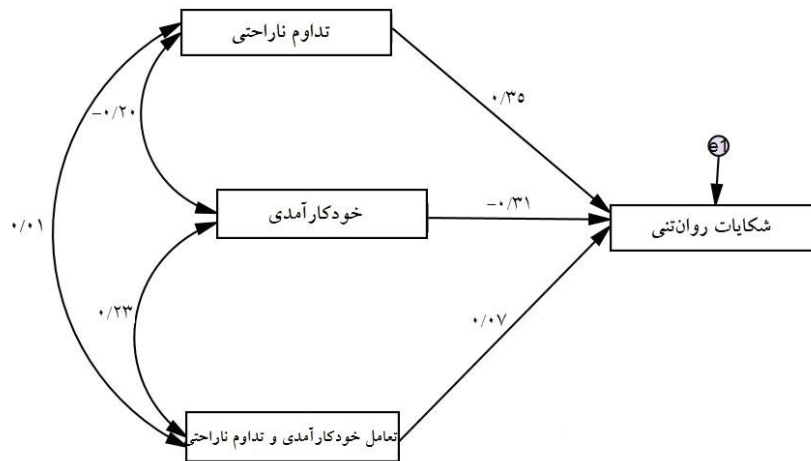 تداوم ناراحتی
۰/۳۵
-۰/۲۰
e1
خودکارآمدی
-۰/۳۱
شکایات روان‌تنی
۰/۰۱
۰/۲۳
۰/۰۷
تعامل خودکارآمدی و تداوم ناراحتی